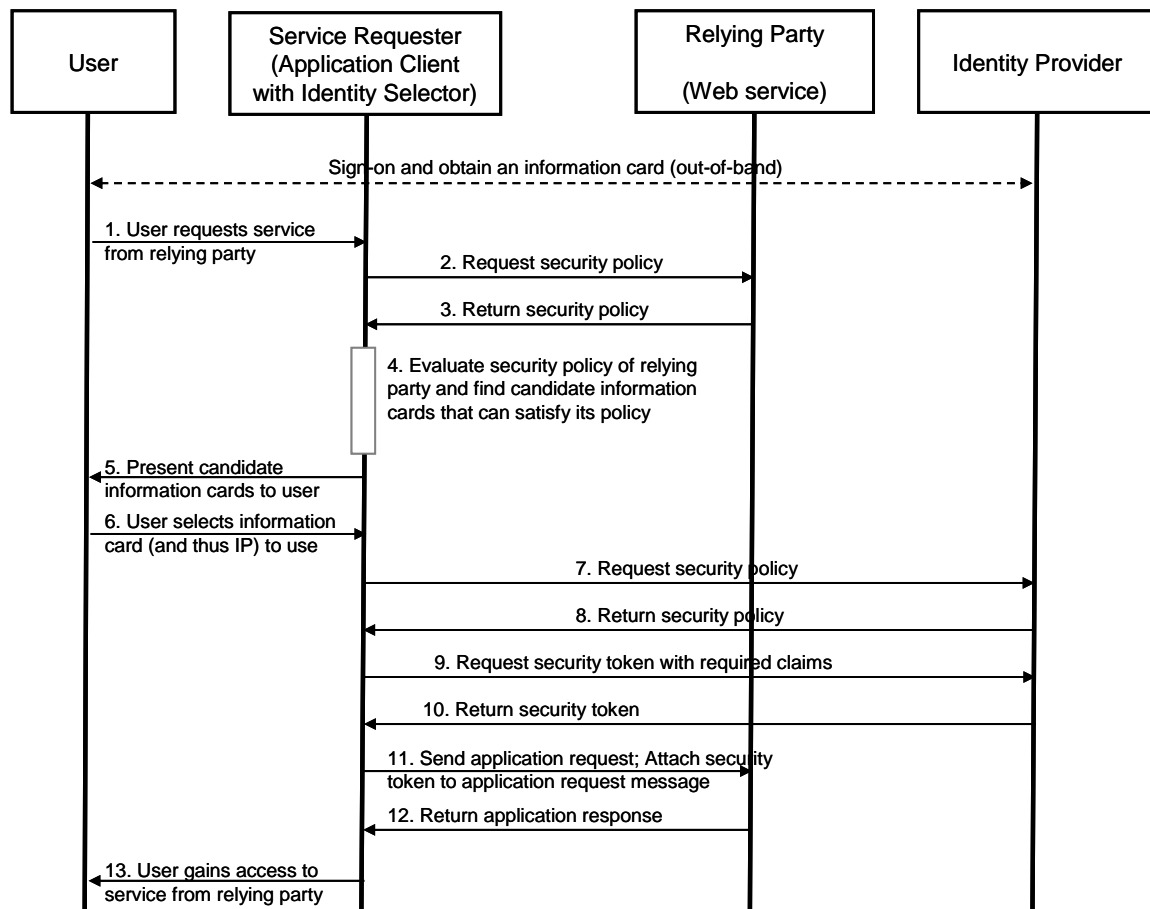 User
Service Requester
(Application Client
with Identity Selector)
Relying Party
(Web service)
Identity Provider
Sign-on and obtain an information card (out-of-band)
1. User requests service
from relying party
2. Request security policy
3. Return security policy
4. Evaluate security policy of relying
party and find candidate information
cards that can satisfy its policy
5. Present candidate
information cards to user
6. User selects information
card (and thus IP) to use
7. Request security policy
8. Return security policy
9. Request security token with required claims
10. Return security token
11. Send application request; Attach security
token to application request message
12. Return application response
13. User gains access to
service from relying party